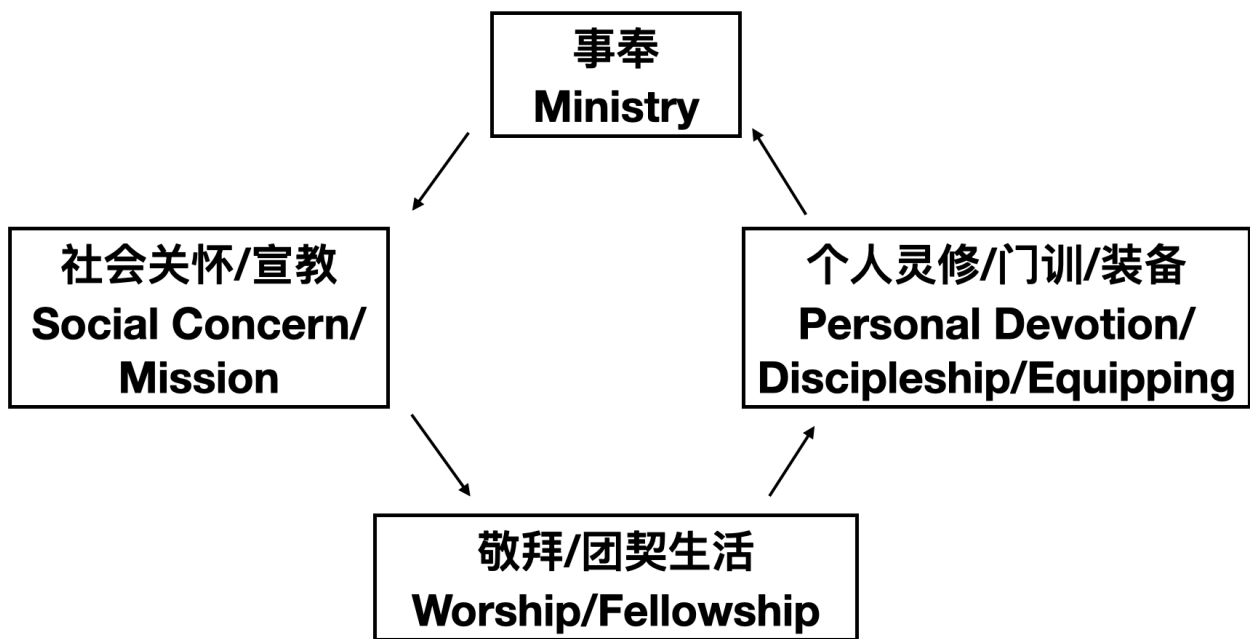 事奉
Ministry
社会关怀/宣教
Social Concern/
Mission
个人灵修/门训/装备
Personal Devotion/
Discipleship/Equipping
敬拜/团契生活
Worship/Fellowship